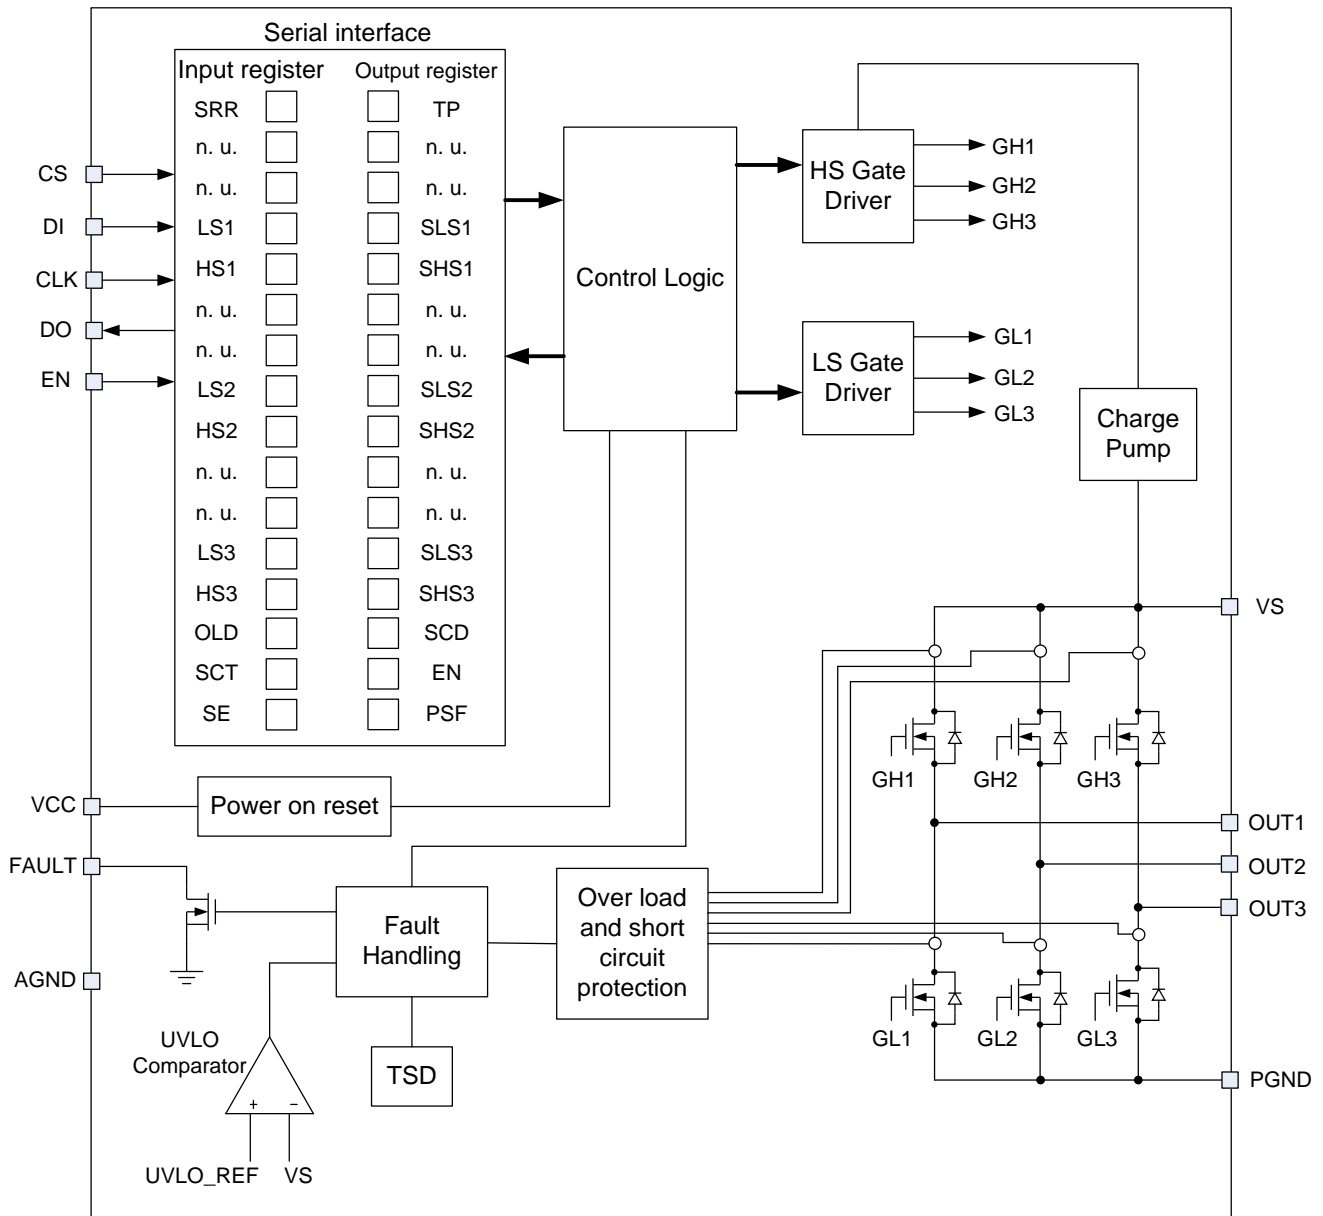 Serial interface
Input register
Output register
SRR
TP
n. u.
n. u.
n. u.
n. u.
LS1
SLS1
HS1
SHS1
n. u.
n. u.
n. u.
n. u.
LS2
SLS2
HS2
SHS2
n. u.
n. u.
n. u.
n. u.
LS3
SLS3
HS3
SHS3
OLD
SCD
SCT
EN
SE
PSF
CS
DI
CLK
DO
EN
Control Logic
HS Gate
Driver
GH1
GH2
GH3
LS Gate
Driver
GL1
GL2
GL3
Charge
Pump
VS
GH1
GH2
GH3
OUT1
OUT2
OUT3
GL1
GL2
GL3
PGND
VCC
Power on reset
FAULT
AGND
Fault
Handling
Over load
and short
circuit
protection
TSD
UVLO
Comparator
+
−
UVLO_REF
VS